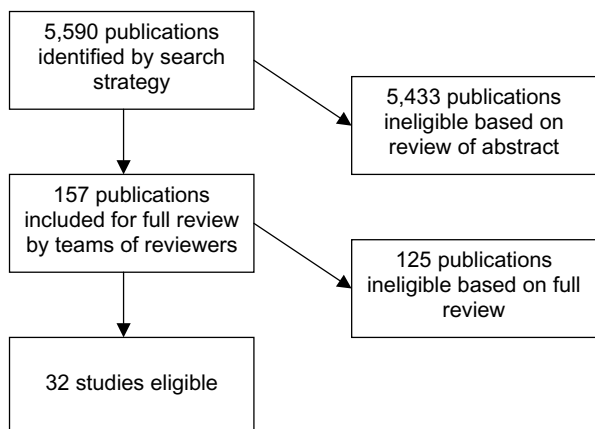 5,590 publications
identified by search
strategy
5,433 publications
ineligible based on
review of abstract
157 publications
included for full review
by teams of reviewers
125 publications
ineligible based on full
review
32 studies eligible